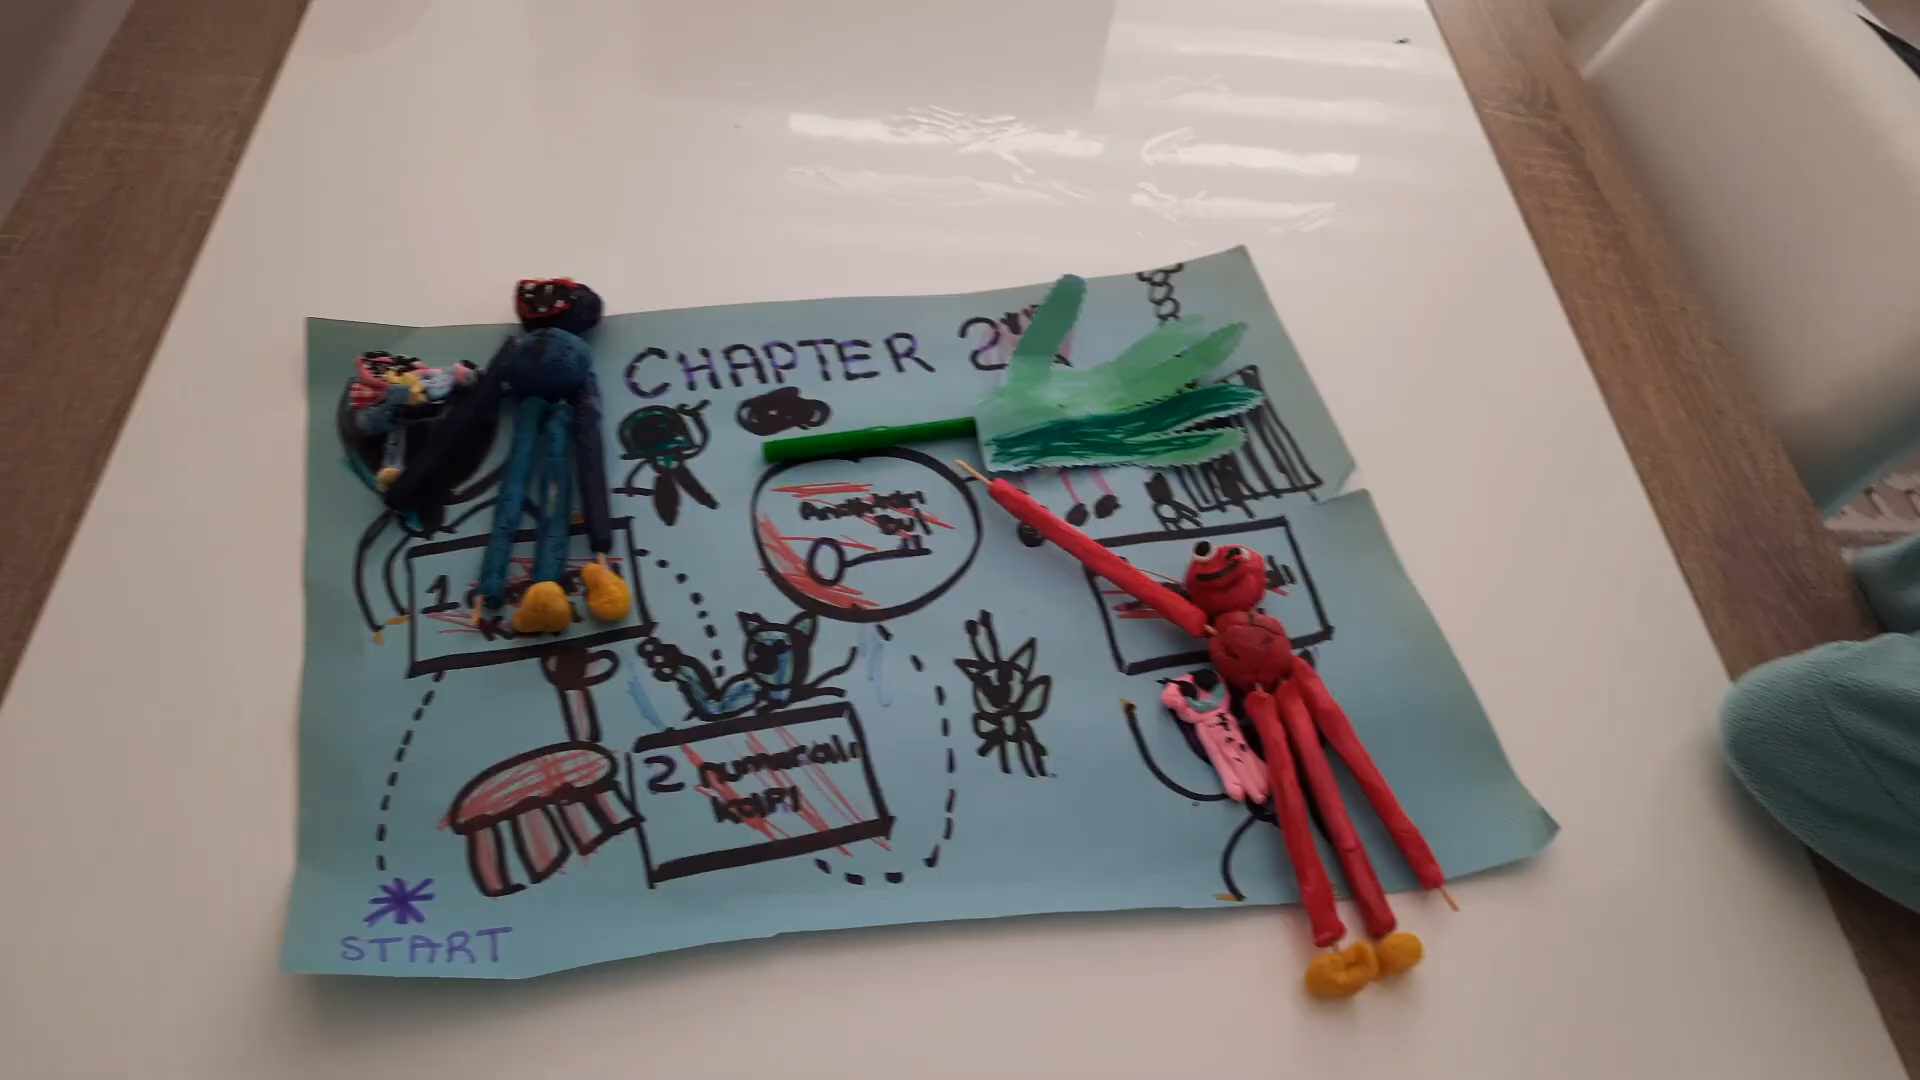 CHAPTER 2
Anahtarı
Bul
1
2 numaralı
kapı
START